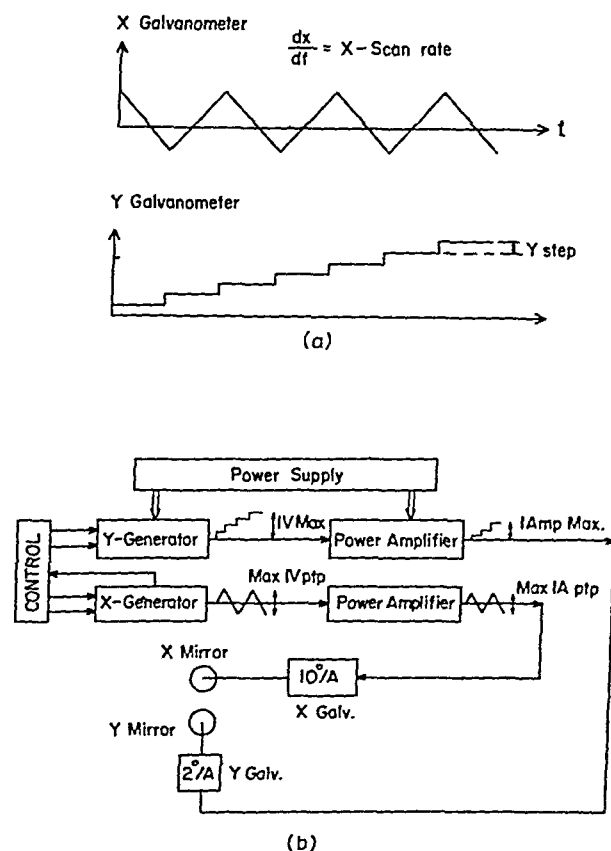 X Galvanometer
dx/df = X-Scan rate
t
Y Galvanometer
Y step
(a)
Power Supply
CONTROL
Y-Generator
1V Max
Power Amplifier
1Amp Max.
X-Generator
Max 1V ptp
Power Amplifier
Max 1A ptp
X Mirror
10°/A
X Galv.
Y Mirror
2°/A
Y Galv.
(b)